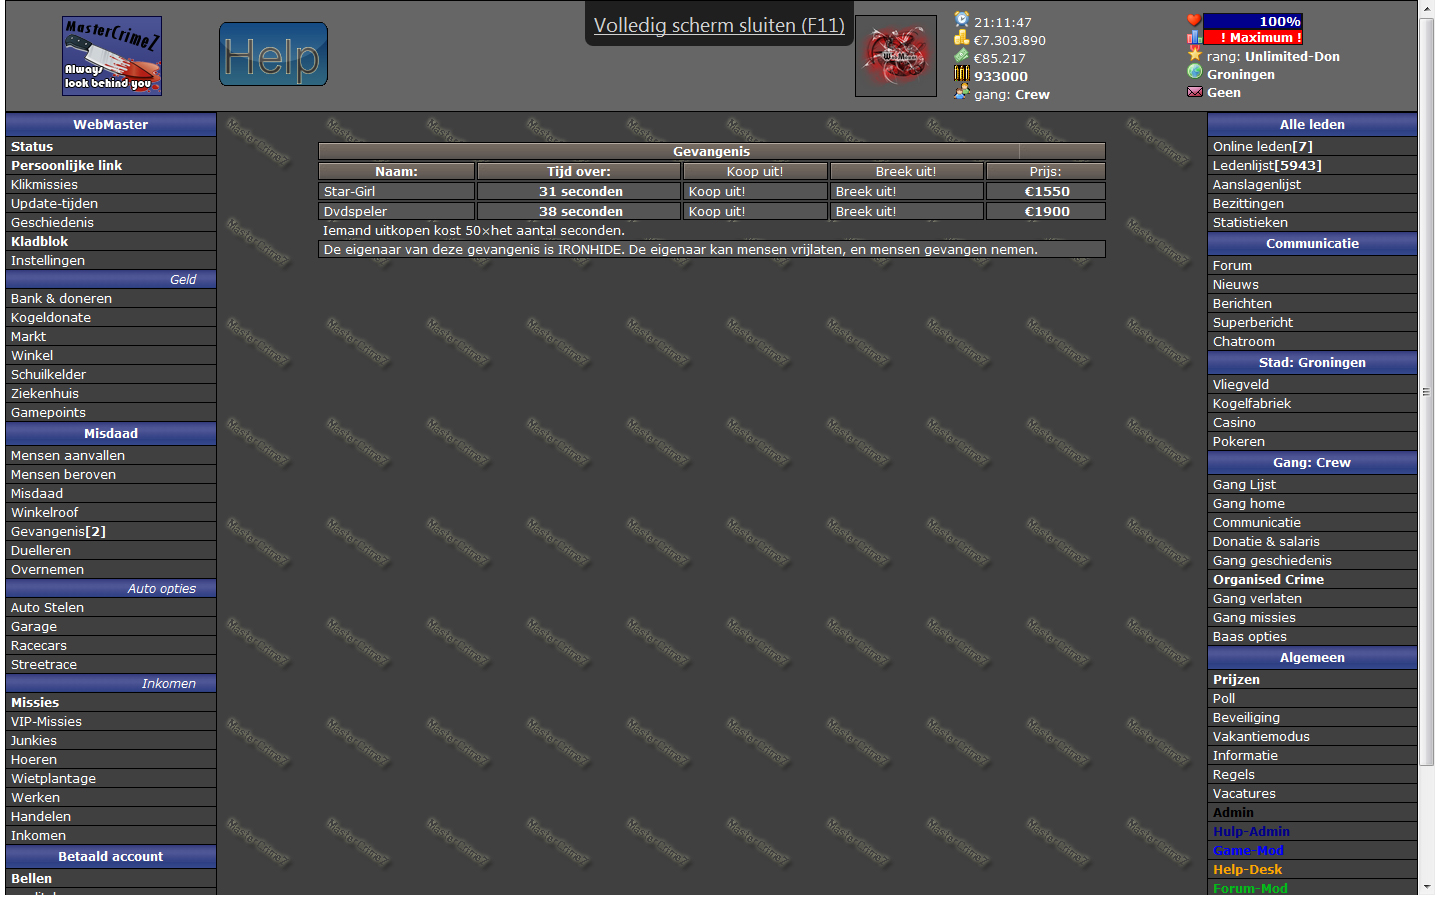 MasterCrimeZ
Always
look behind you
Help
Volledig scherm sluiten (F11)
21:11:47
€7.303.890
€85.217
933000
gang: Crew
100%
! Maximum !
rang: Unlimited-Don
Groningen
Geen
WebMaster
Status
Persoonlijke link
Klikmissies
Update-tijden
Geschiedenis
Kladblok
Instellingen
Geld
Bank & doneren
Kogeldonate
Markt
Winkel
Schuilkelder
Ziekenhuis
Gamepoints
Misdaad
Mensen aanvallen
Mensen beroven
Misdaad
Winkelroof
Gevangenis[2]
Duelleren
Overnemen
Auto opties
Auto Stelen
Garage
Racecars
Streetrace
Inkomen
Missies
VIP-Missies
Junkies
Hoeren
Wietplantage
Werken
Handelen
Inkomen
Betaald account
Bellen
Gevangenis
Naam: Tijd over: Koop uit! Breek uit! Prijs:
Star-Girl 31 seconden Koop uit! Breek uit! €1550
Dvdspeler 38 seconden Koop uit! Breek uit! €1900
Iemand uitkopen kost 50×het aantal seconden.
De eigenaar van deze gevangenis is IRONHIDE. De eigenaar kan mensen vrijlaten, en mensen gevangen nemen.
Alle leden
Online leden[7]
Ledenlijst[5943]
Aanslagenlijst
Bezittingen
Statistieken
Communicatie
Forum
Nieuws
Berichten
Superbericht
Chatroom
Stad: Groningen
Vliegveld
Kogelfabriek
Casino
Pokeren
Gang: Crew
Gang Lijst
Gang home
Communicatie
Donatie & salaris
Gang geschiedenis
Organised Crime
Gang verlaten
Gang missies
Baas opties
Algemeen
Prijzen
Poll
Beveiliging
Vakantiemodus
Informatie
Regels
Vacatures
Admin
Hulp-Admin
Game-Mod
Help-Desk
Forum-Mod